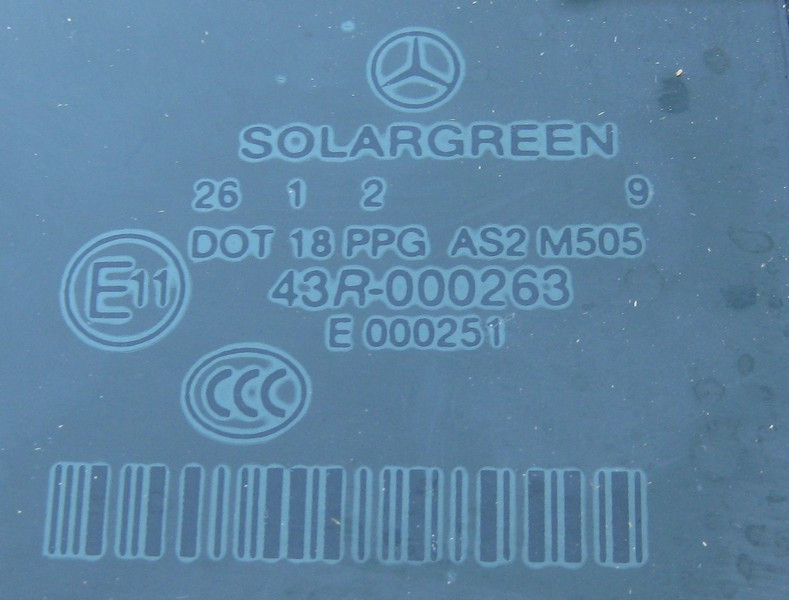 SOLARGREEN
26 1 2 9
DOT 18 PPG AS2 M505
E11
43R-000263
E 000251
CCC